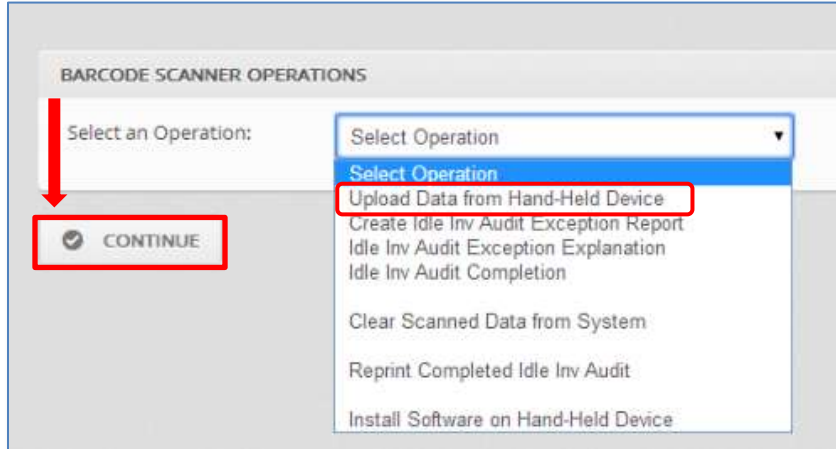 BARCODE SCANNER OPERATIONS
Select an Operation:
Select Operation
Select Operation
Upload Data from Hand-Held Device
Create Idle Inv Audit Exception Report
Idle Inv Audit Exception Explanation
Idle Inv Audit Completion
Clear Scanned Data from System
Reprint Completed Idle Inv Audit
Install Software on Hand-Held Device
CONTINUE